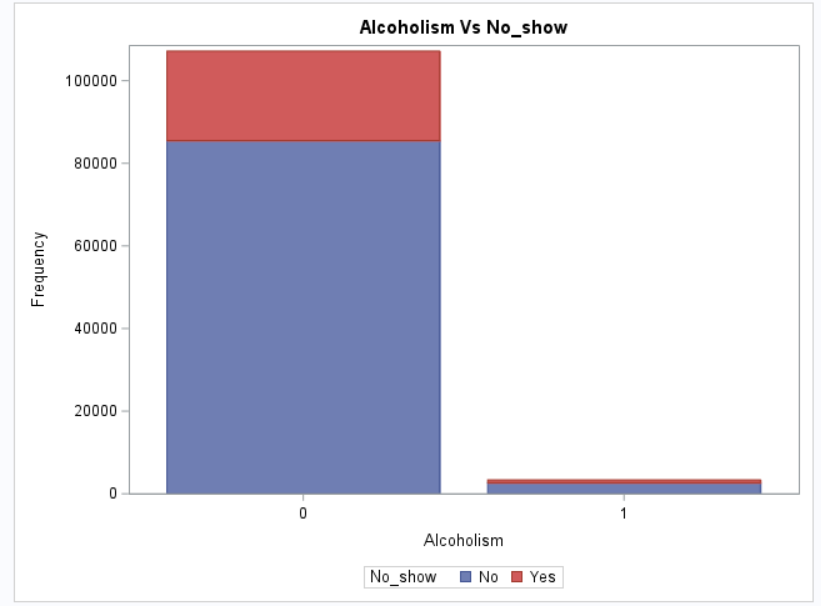 Alcoholism Vs No_show
100000
80000
60000
40000
20000
0
Frequency
0 1
Alcoholism
No_show No Yes